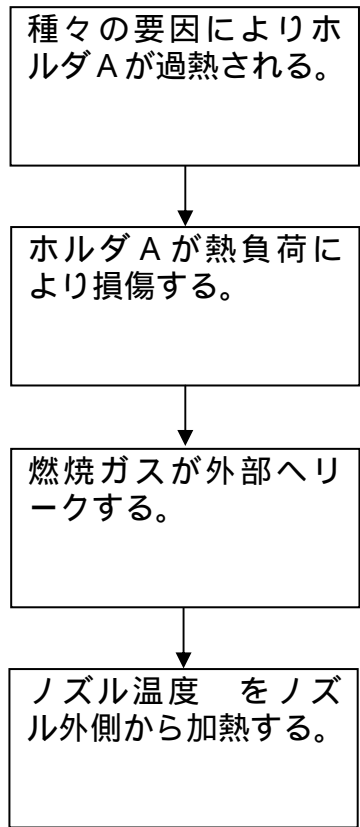 種々の要因によりホ
ルダＡが過熱される。
ホルダＡが熱負荷に
より損傷する。
燃焼ガスが外部へリ
ークする。
ノズル温度　をノズ
ル外側から加熱する。